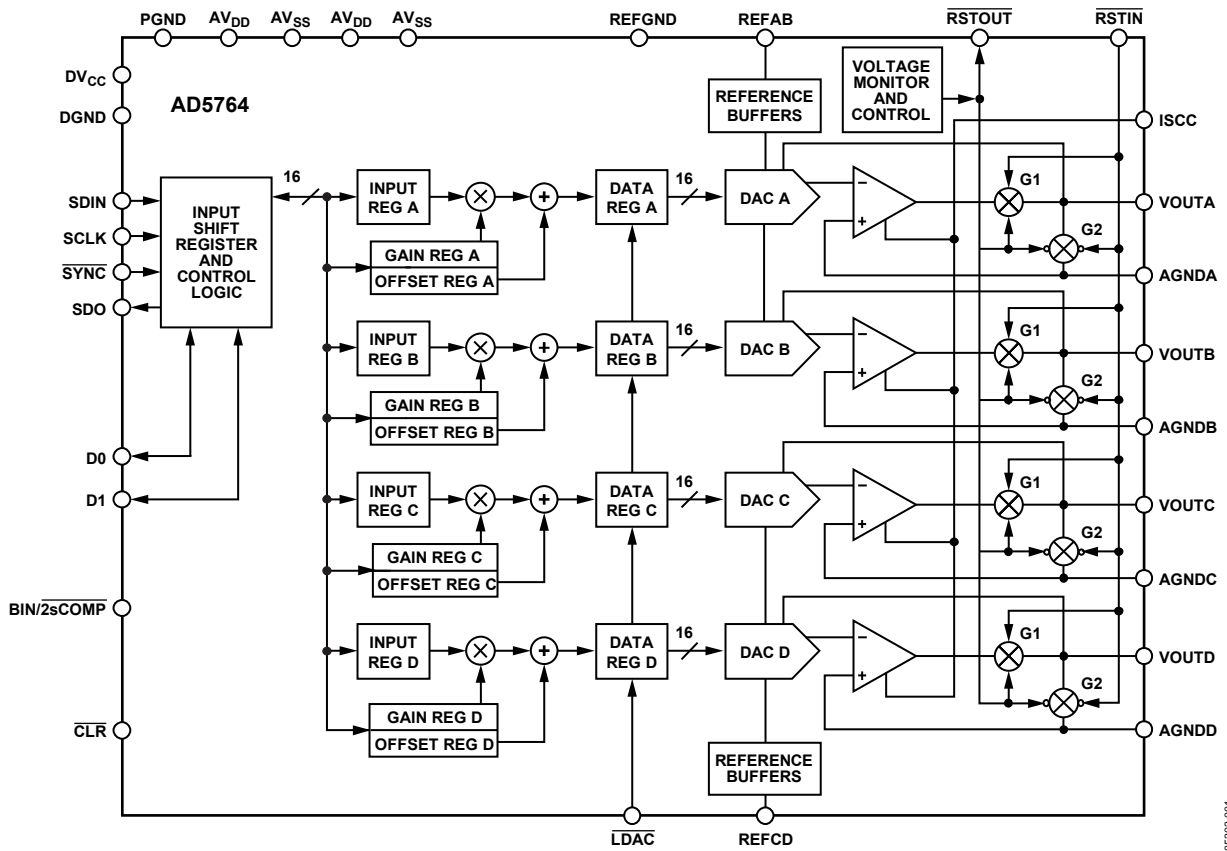 PGND AVDD AVSS AVDD AVSS REFGND REFAB RSTOUT RSTIN
DVCC
DGND
AD5764
REFERENCE
BUFFERS
VOLTAGE
MONITOR
AND
CONTROL
ISCC
SDIN
SCLK
SYNC
SDO
INPUT
SHIFT
REGISTER
AND
CONTROL
LOGIC
16
INPUT
REG A
×
+
GAIN REG A
OFFSET REG A
DATA
REG A
16
DAC A
−
+
G1
G2
VOUTA
AGNDA
INPUT
REG B
×
+
GAIN REG B
OFFSET REG B
DATA
REG B
16
DAC B
−
+
G1
G2
VOUTB
AGNDB
D0
D1
INPUT
REG C
×
+
GAIN REG C
OFFSET REG C
DATA
REG C
16
DAC C
−
+
G1
G2
VOUTC
AGNDC
BIN/2sCOMP
CLR
INPUT
REG D
×
+
GAIN REG D
OFFSET REG D
DATA
REG D
16
DAC D
−
+
G1
G2
VOUTD
AGNDD
REFERENCE
BUFFERS
LDAC REFCD